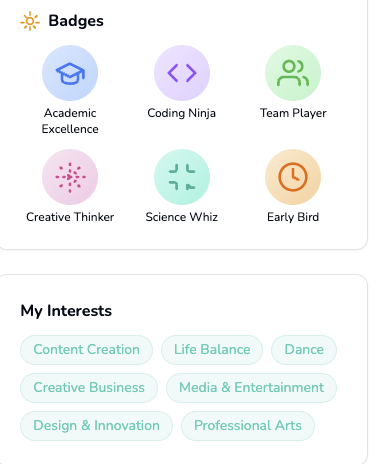 Badges
Academic
Excellence
Coding Ninja
Team Player
Creative Thinker
Science Whiz
Early Bird
My Interests
Content Creation
Life Balance
Dance
Creative Business
Media & Entertainment
Design & Innovation
Professional Arts